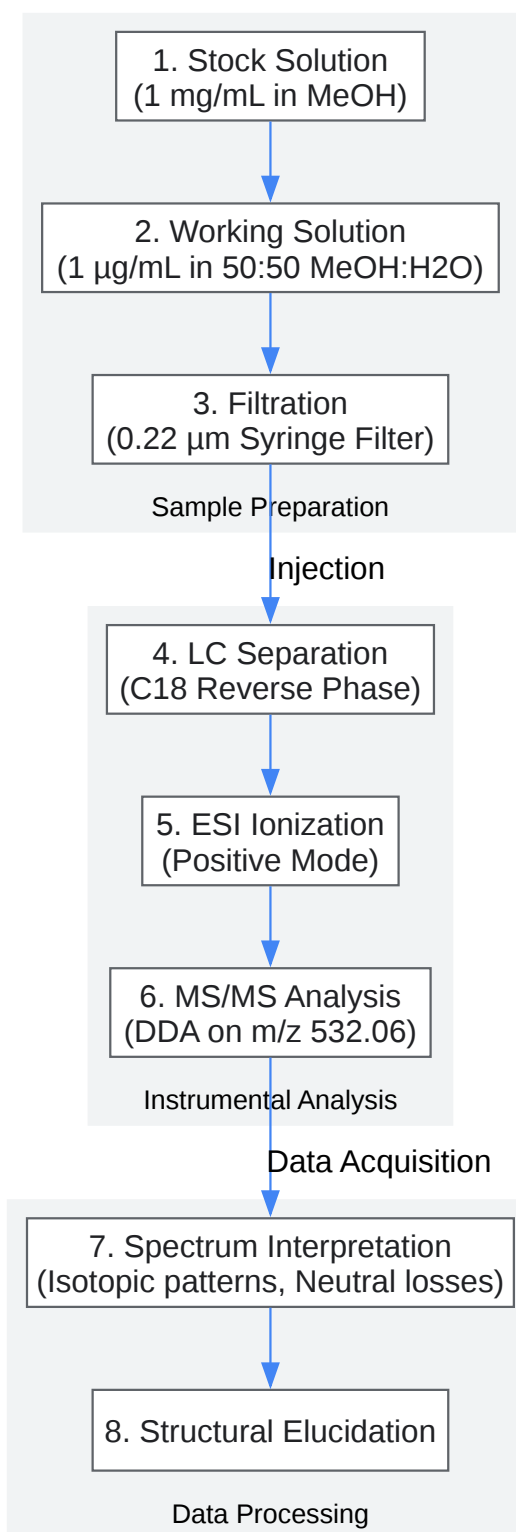 1. Stock Solution
(1 mg/mL in MeOH)
2. Working Solution
(1 µg/mL in 50:50 MeOH:H2O)
3. Filtration
(0.22 µm Syringe Filter)
Sample Preparation
Injection
4. LC Separation
(C18 Reverse Phase)
5. ESI Ionization
(Positive Mode)
6. MS/MS Analysis
(DDA on m/z 532.06)
Instrumental Analysis
Data Acquisition
7. Spectrum Interpretation
(Isotopic patterns, Neutral losses)
8. Structural Elucidation
Data Processing